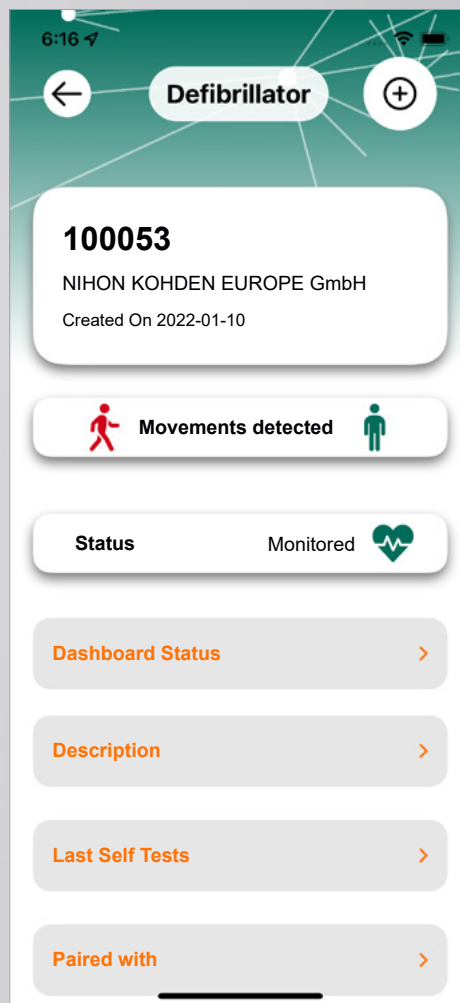 6:16
Defibrillator
100053
NIHON KOHDEN EUROPE GmbH
Created On 2022-01-10
Movements detected
Status Monitored
Dashboard Status
Description
Last Self Tests
Paired with